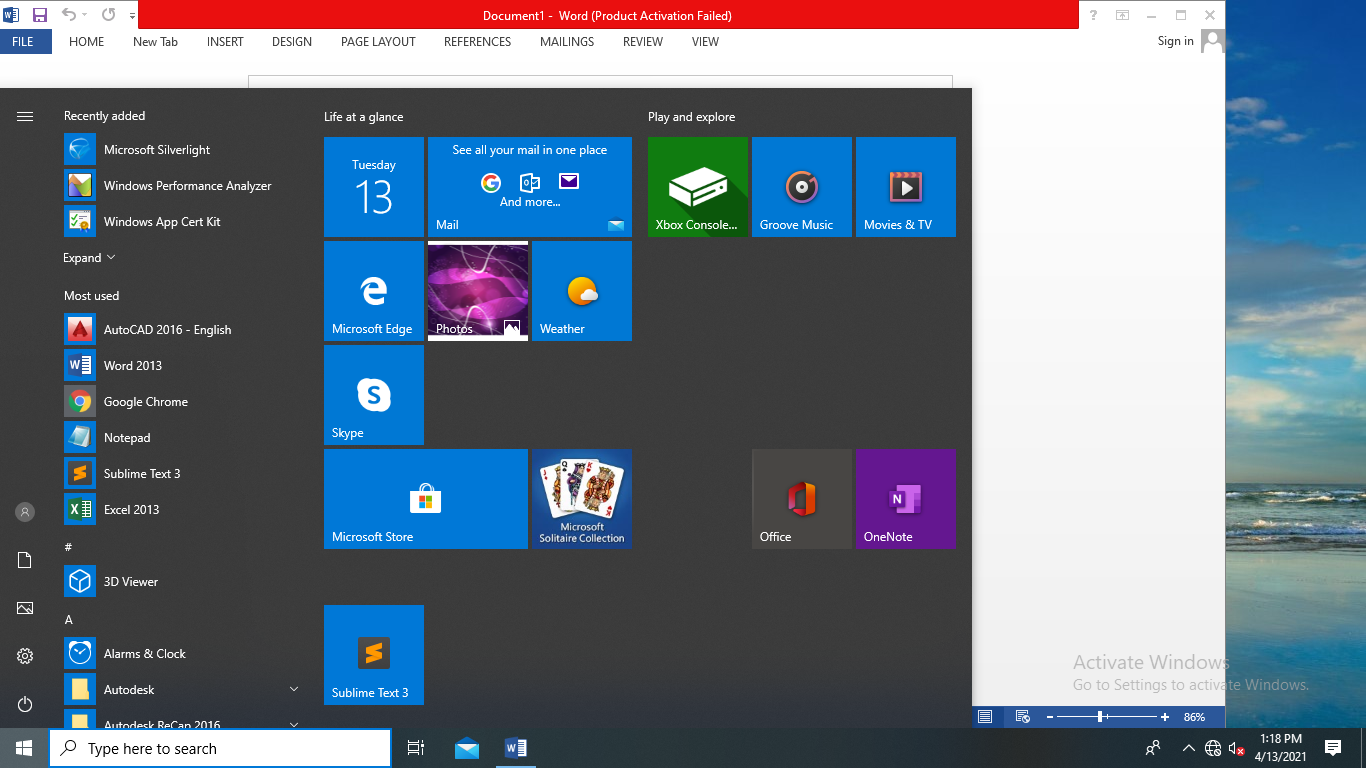 Document1 - Word (Product Activation Failed)
FILE HOME New Tab INSERT DESIGN PAGE LAYOUT REFERENCES MAILINGS REVIEW VIEW
Sign in
Recently added
Microsoft Silverlight
Windows Performance Analyzer
Windows App Cert Kit
Expand
Most used
AutoCAD 2016 - English
Word 2013
Google Chrome
Notepad
Sublime Text 3
Excel 2013
#
3D Viewer
A
Alarms & Clock
Autodesk
Autodesk ReCap 2016
Life at a glance
Tuesday
13
See all your mail in one place
And more...
Mail
Microsoft Edge
Photos
Weather
Skype
Microsoft Store
Microsoft
Solitaire Collection
Sublime Text 3
Play and explore
Xbox Console...
Groove Music
Movies & TV
Office
OneNote
Activate Windows
Go to Settings to activate Windows.
86%
Type here to search
1:18 PM
4/13/2021